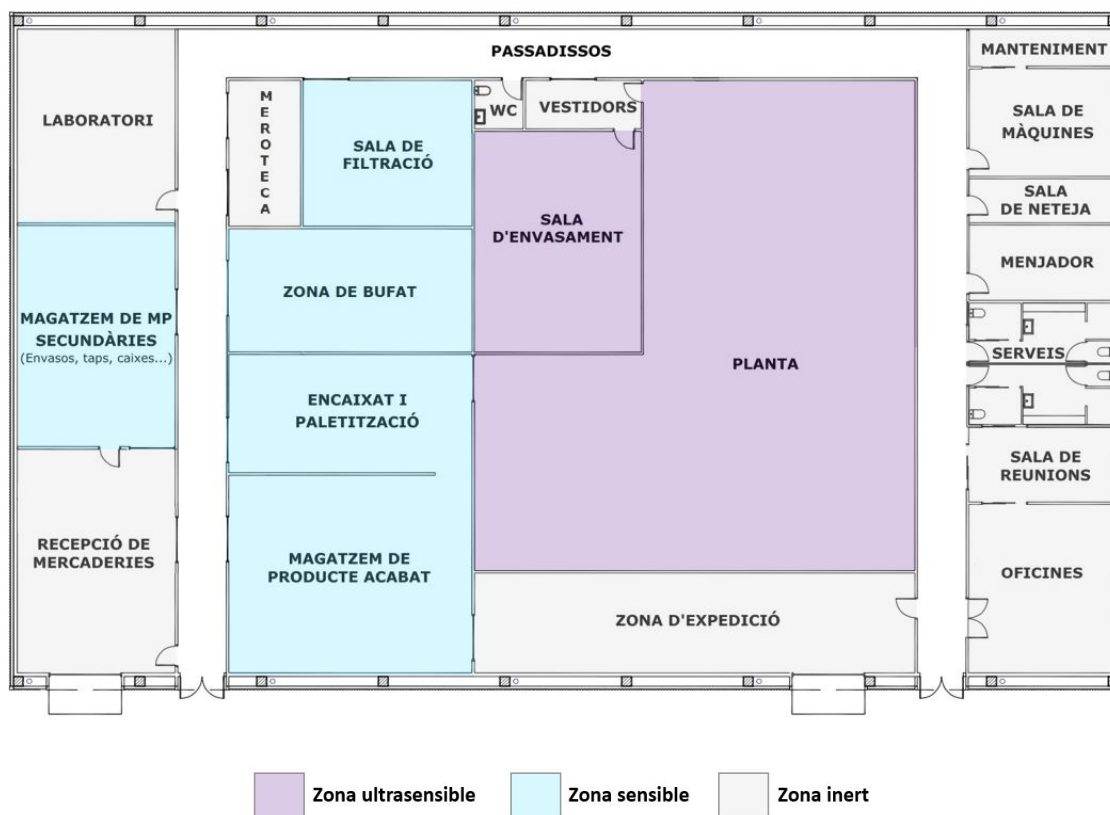 PASSADISSOS
LABORATORI
MEROTECA
SALA DE
FILTRACIÓ
WC
VESTIDORS
MANTENIMENT
SALA DE
MÀQUINES
SALA
DE NETEJA
MENJADOR
SERVEIS
SALA DE
REUNIONS
OFICINES
SALA
D'ENVASAMENT
ZONA DE BUFAT
MAGATZEM DE MP
SECUNDÀRIES
(Envasos, taps, caixes...)
ENCAIXAT I
PALETITZACIÓ
PLANTA
RECEPCIÓ DE
MERCADERIES
MAGATZEM DE
PRODUCTE ACABAT
ZONA D'EXPEDICIÓ
Zona ultrasensible
Zona sensible
Zona inert